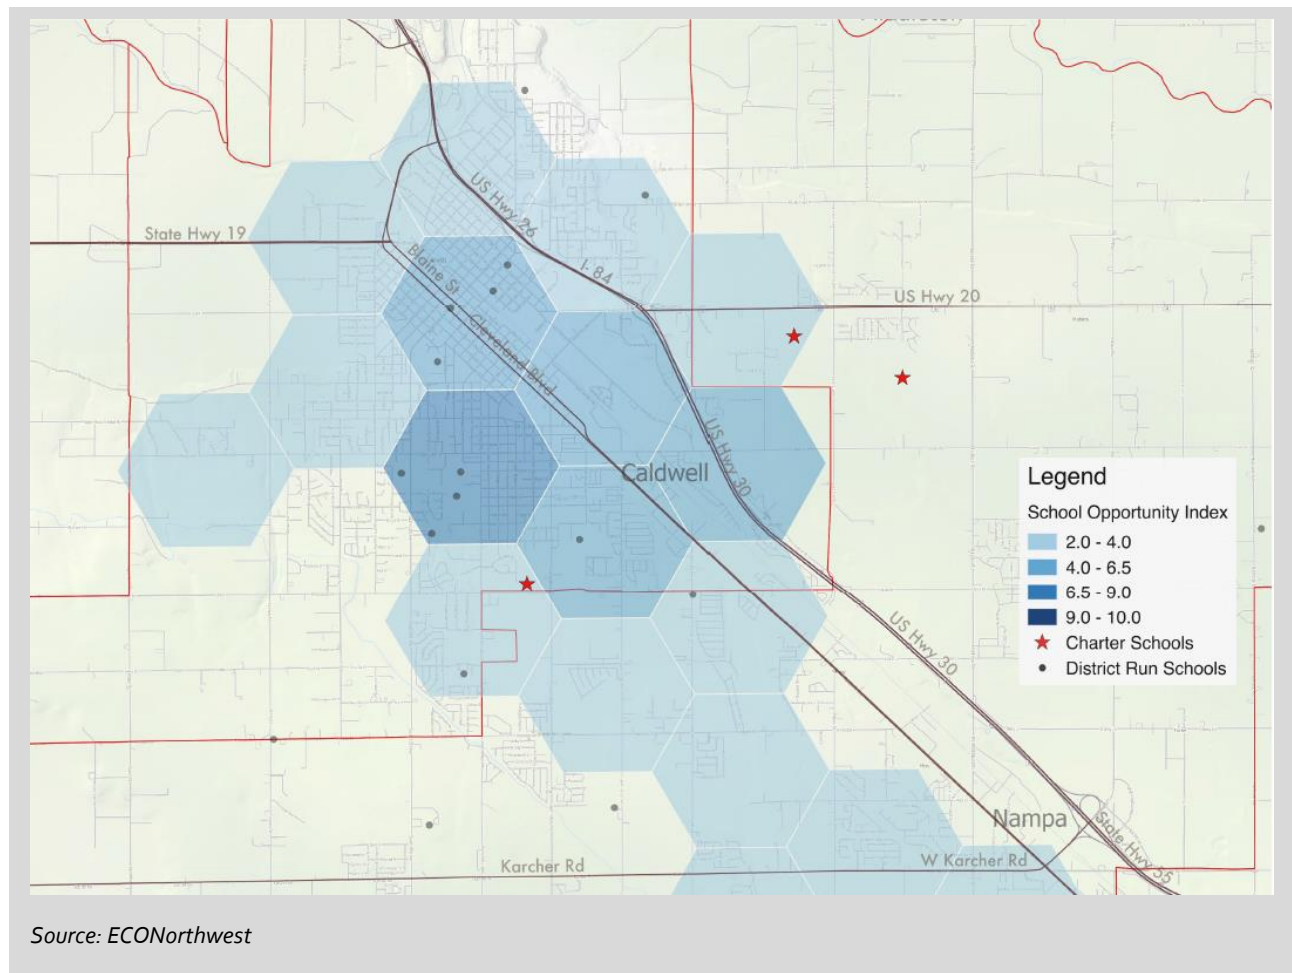 State Hwy 19
US Hwy 26
Blaine St
I- 84
US Hwy 20
Cleveland Blvd
US Hwy 30
Caldwell
Legend
School Opportunity Index
2.0 - 4.0
4.0 - 6.5
6.5 - 9.0
9.0 - 10.0
Charter Schools
District Run Schools
US Hwy 30
Nampa
State Hwy 55
Karcher Rd
W Karcher Rd
Source: ECONorthwest